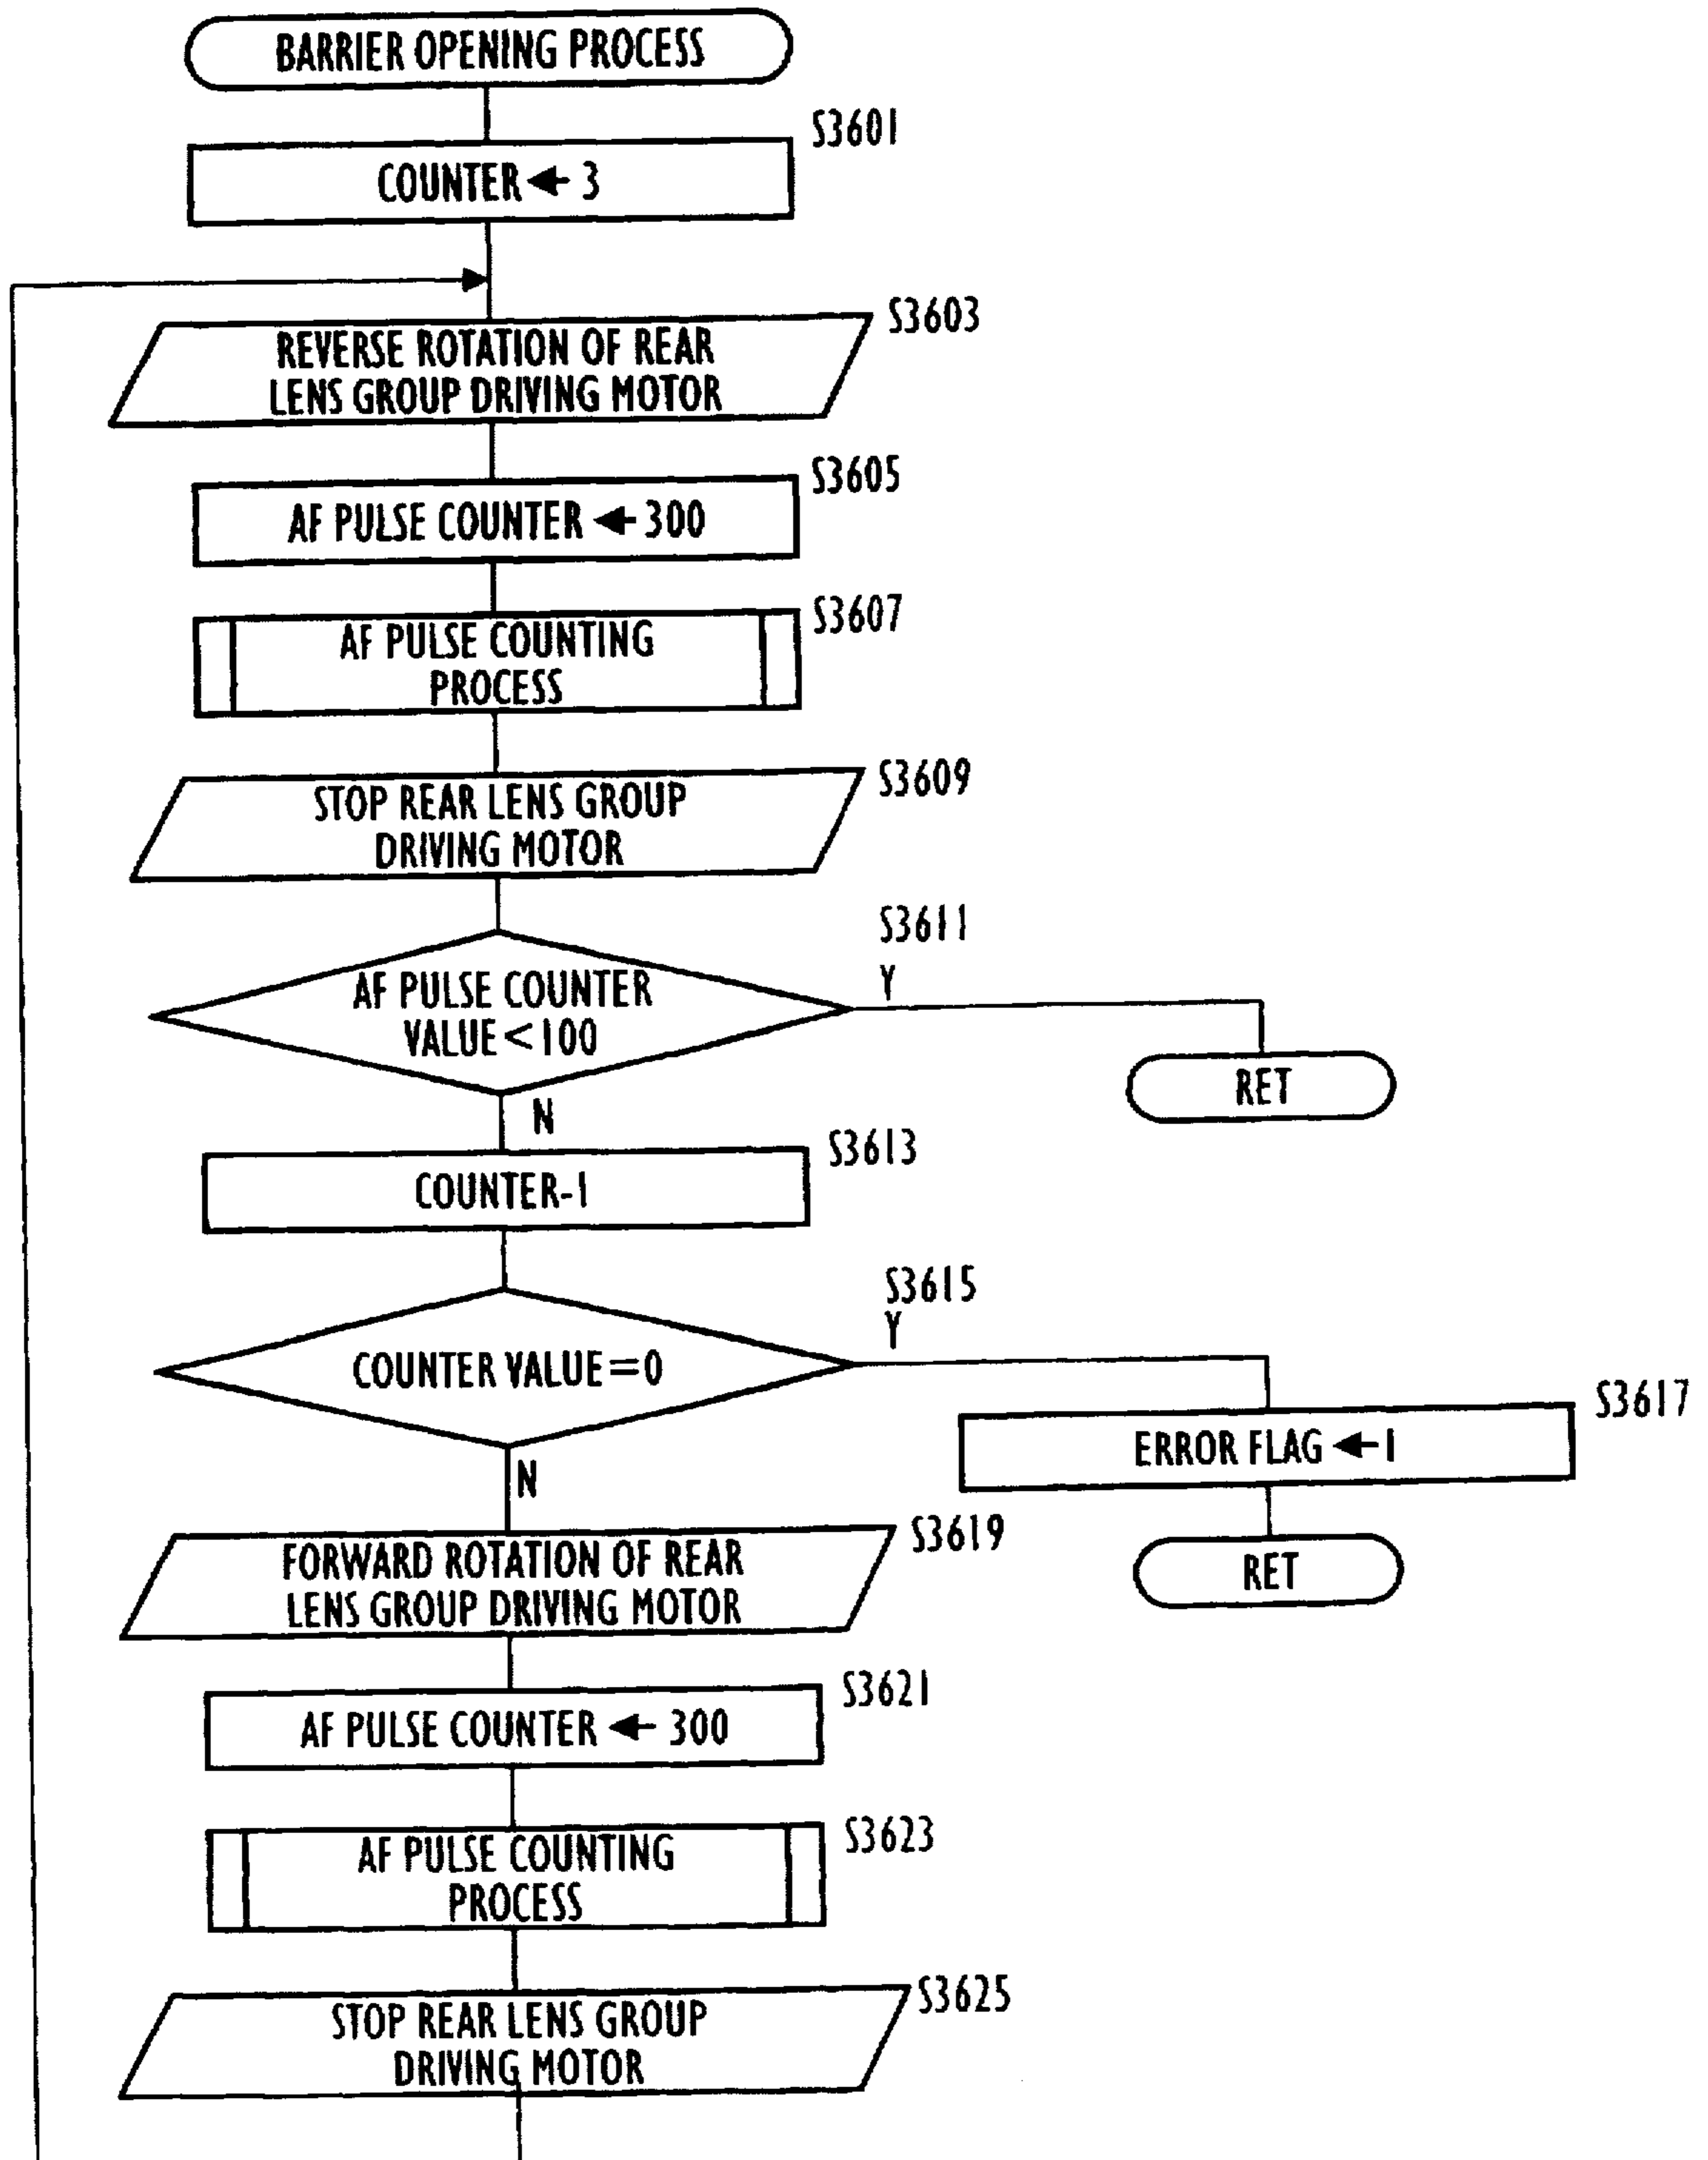 BARRIER OPENING PROCESS
S3601
COUNTER ← 3
S3603
REVERSE ROTATION OF REAR
LENS GROUP DRIVING MOTOR
S3605
AF PULSE COUNTER ← 300
S3607
AF PULSE COUNTING
PROCESS
S3609
STOP REAR LENS GROUP
DRIVING MOTOR
S3611
Y
AF PULSE COUNTER
VALUE < 100
RET
N
S3613
COUNTER-1
S3615
Y
COUNTER VALUE = 0
S3617
ERROR FLAG ← 1
N
RET
S3619
FORWARD ROTATION OF REAR
LENS GROUP DRIVING MOTOR
S3621
AF PULSE COUNTER ← 300
S3623
AF PULSE COUNTING
PROCESS
S3625
STOP REAR LENS GROUP
DRIVING MOTOR